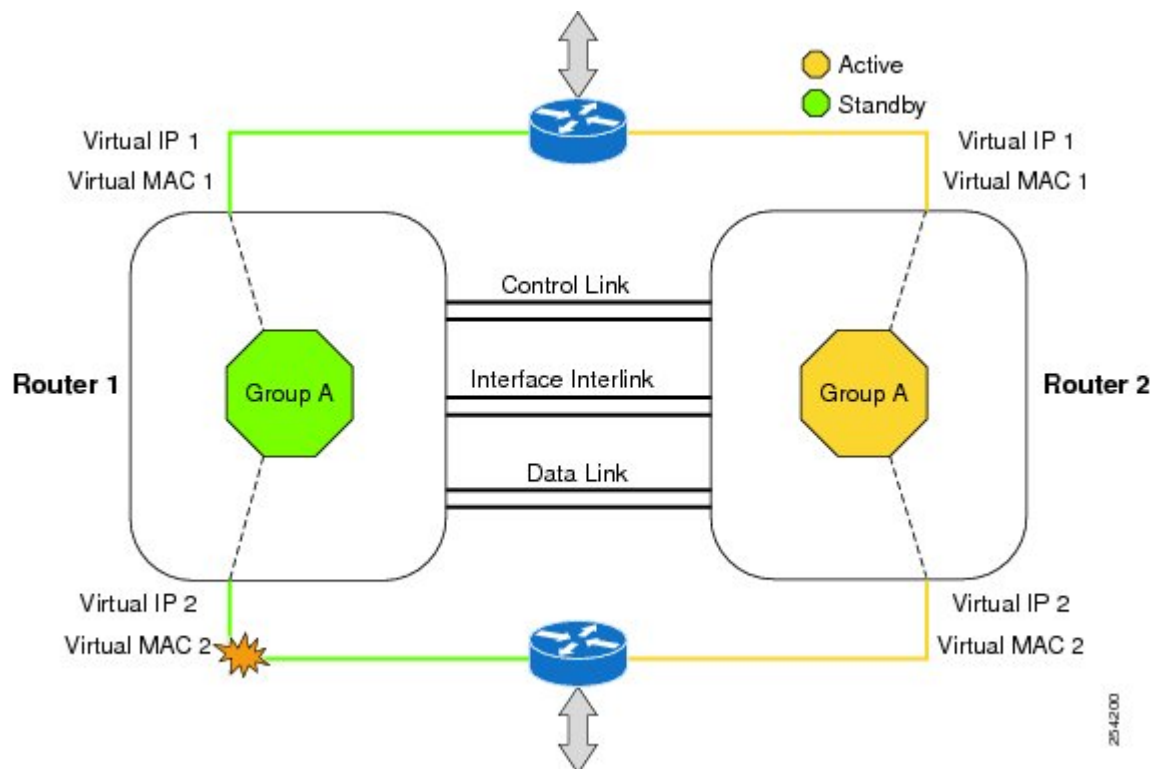 Active
Standby
Virtual IP 1
Virtual MAC 1
Virtual IP 1
Virtual MAC 1
Control Link
Router 1
Group A
Interface Interlink
Group A
Router 2
Data Link
Virtual IP 2
Virtual MAC 2
Virtual IP 2
Virtual MAC 2
254200